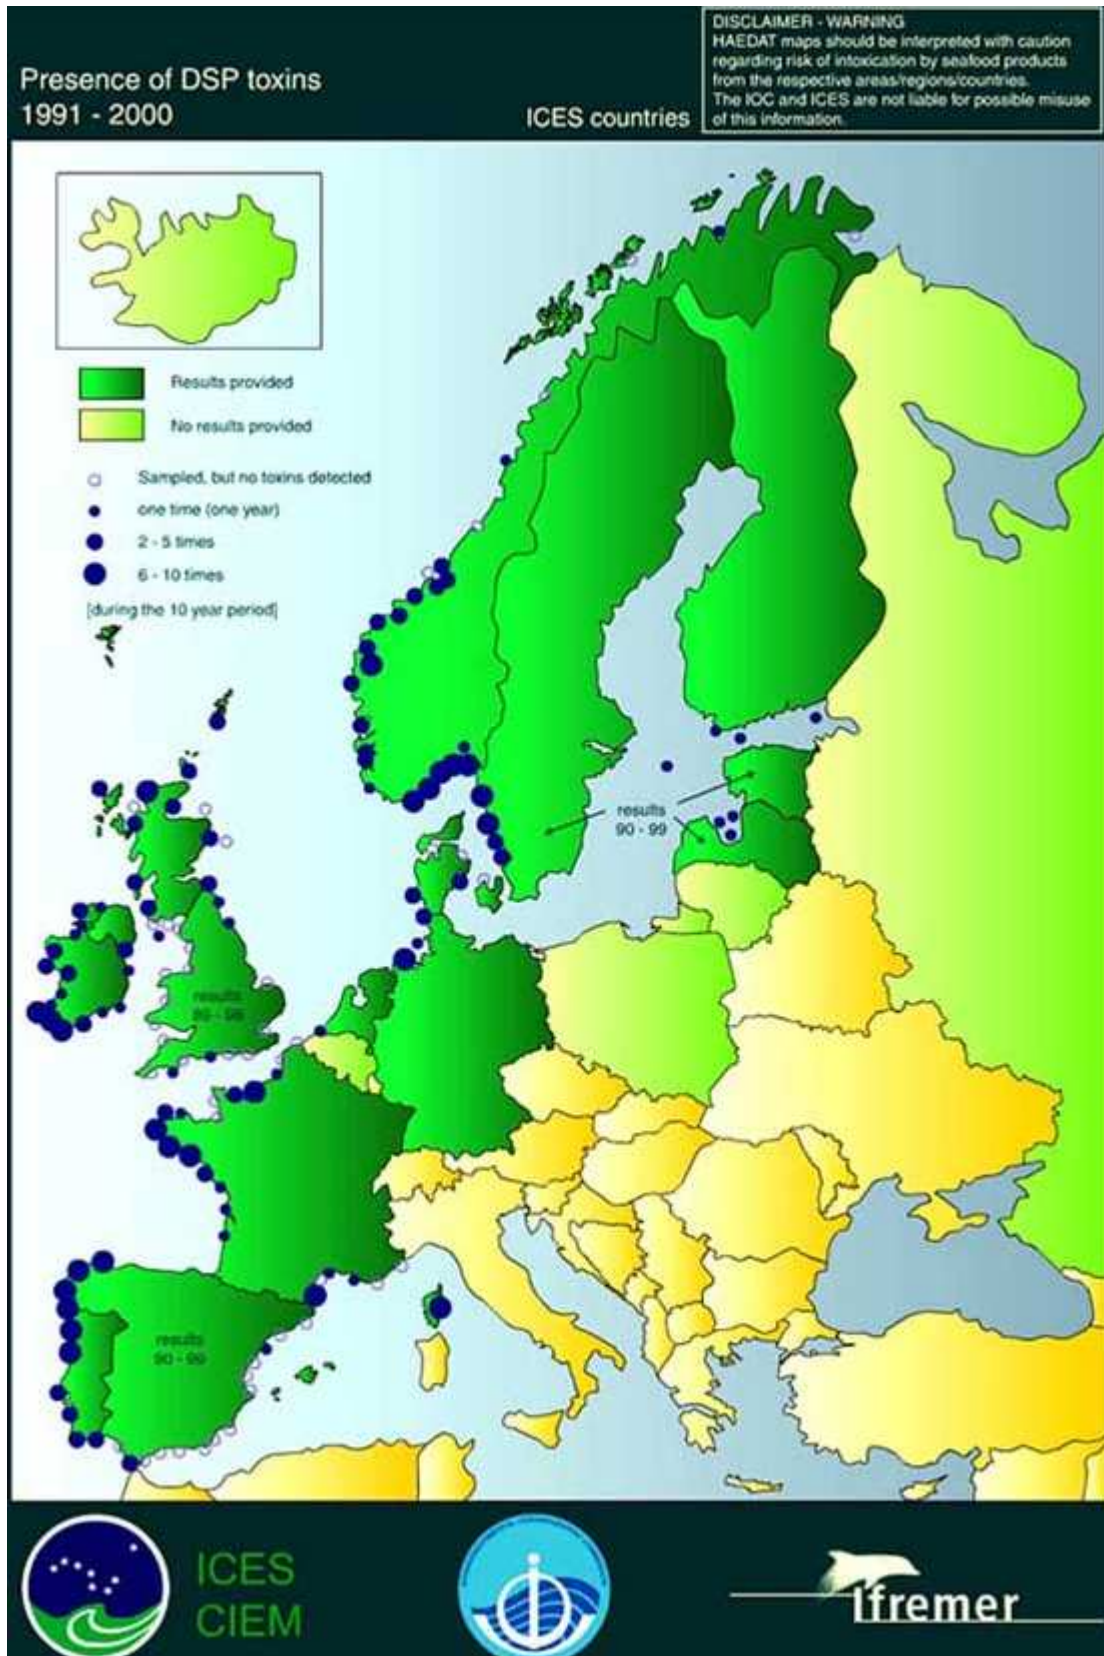 Presence of DSP toxins
1991 - 2000
ICES countries
DISCLAIMER - WARNING
HAEDAT maps should be interpreted with caution
regarding risk of intoxication by seafood products
from the respective areas/regions/countries.
The IOC and ICES are not liable for possible misuse
of this information.
Results provided
No results provided
Sampled, but no toxins detected
one time (one year)
2 - 5 times
6 - 10 times
[during the 10 year period]
results
90 - 99
results
results
90 - 99
ICES
CIEM
Ifremer